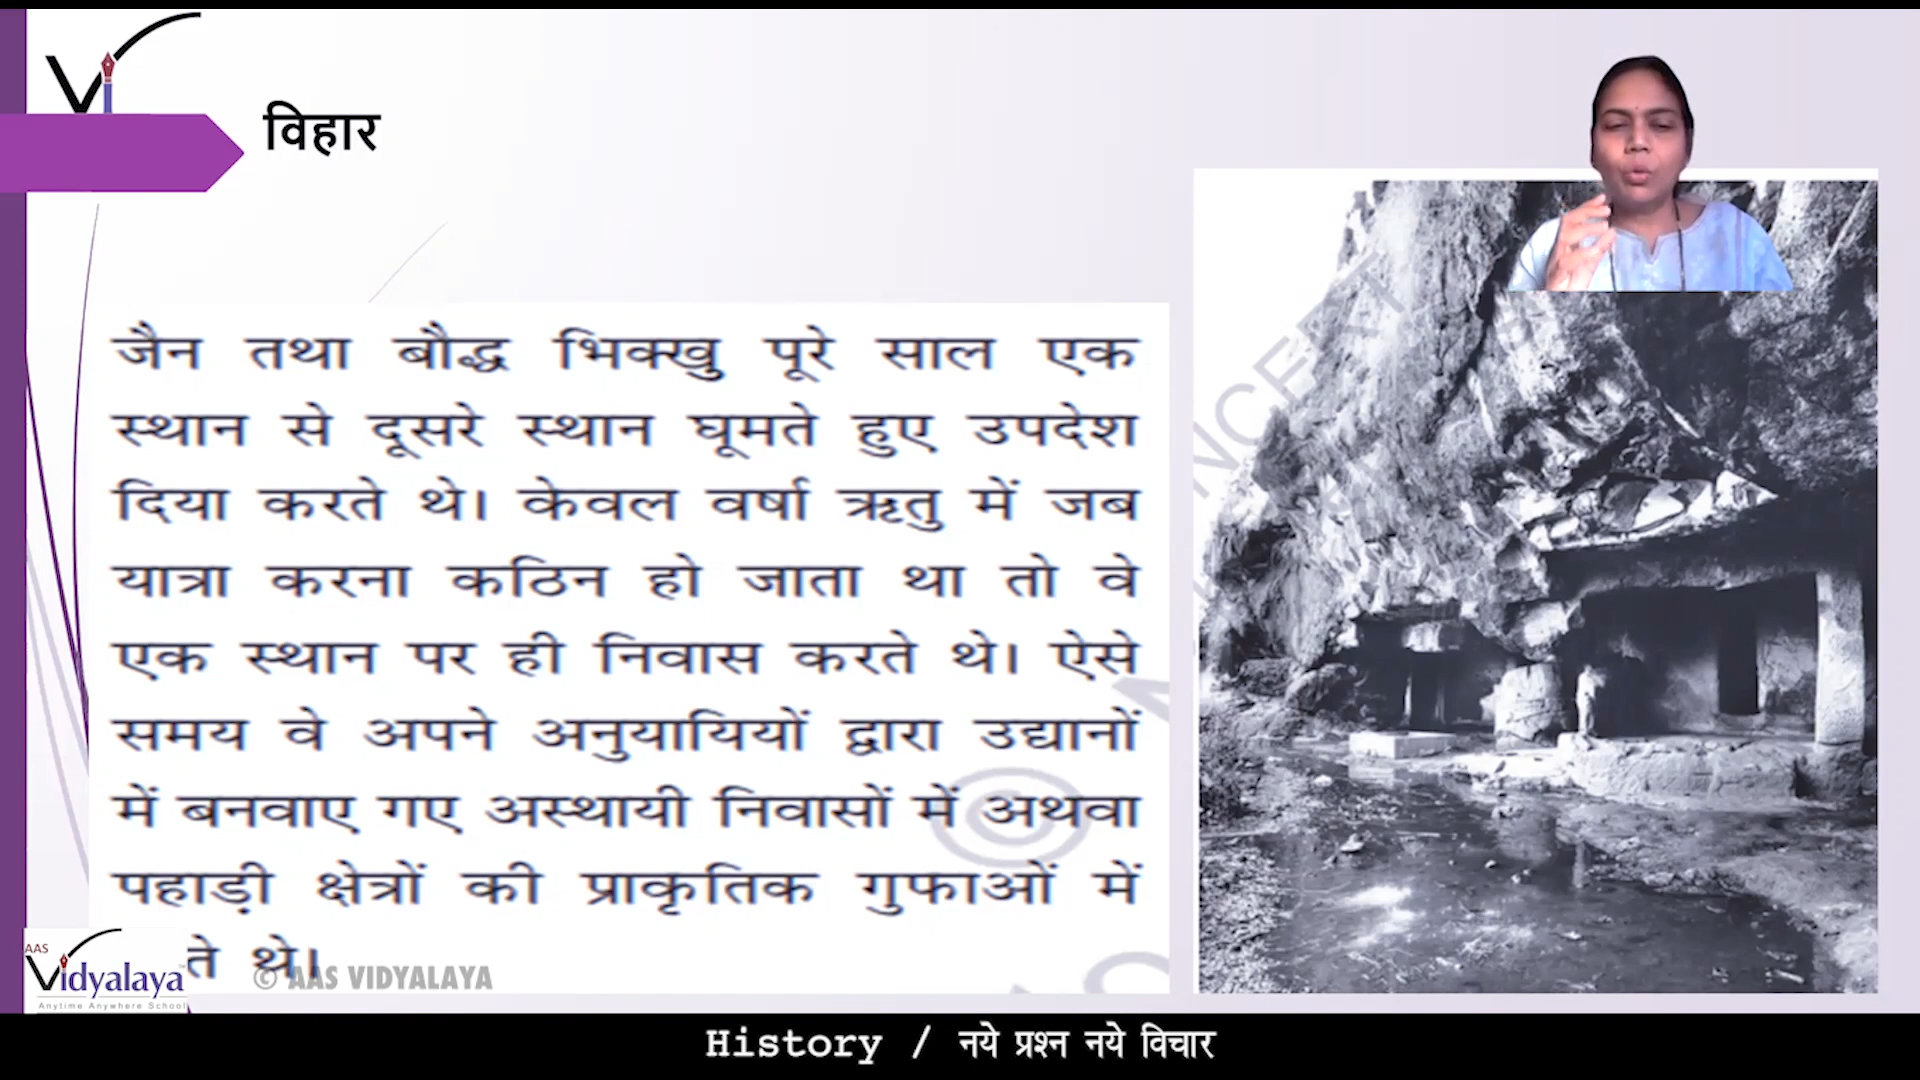 विहार
जैन तथा बौद्ध भिक्खु पूरे साल एक
स्थान से दूसरे स्थान घूमते हुए उपदेश
दिया करते थे। केवल वर्षा ऋतु में जब
यात्रा करना कठिन हो जाता था तो वे
एक स्थान पर ही निवास करते थे। ऐसे
समय वे अपने अनुयायियों द्वारा उद्यानों
में बनवाए गए अस्थायी निवासों में अथवा
पहाड़ी क्षेत्रों की प्राकृतिक गुफाओं में
ते थे।
© AAS VIDYALAYA
AAS
Vidyalaya
Anytime Anywhere School
NCERT
History / नये प्रश्न नये विचार